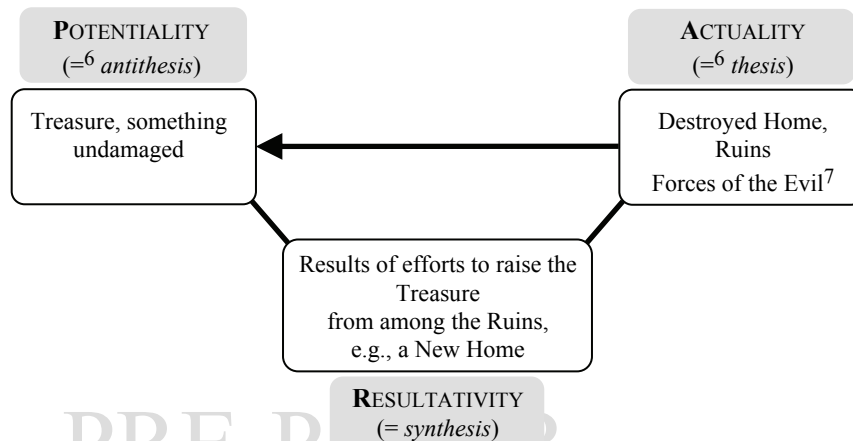 POTENTIALITY
(=6 antithesis)
Treasure, something
undamaged
ACTUALITY
(=6 thesis)
Destroyed Home,
Ruins
Forces of the Evil7
Results of efforts to raise the
Treasure
from among the Ruins,
e.g., a New Home
RESULTATIVITY
(= synthesis)